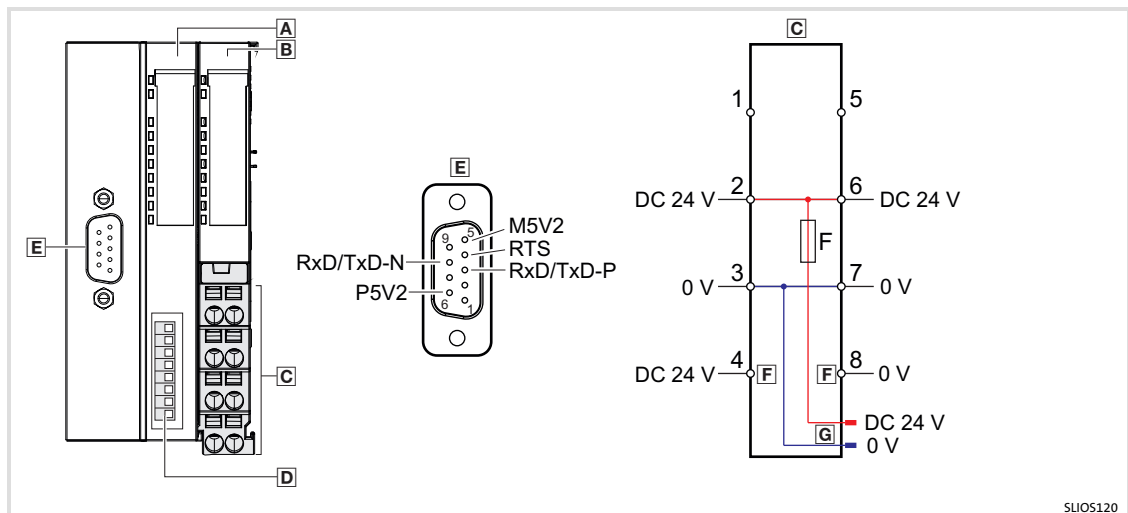 A
B
E
C
D
E
9
5
6
1
M5V2
RTS
RxD/TxD-P
RxD/TxD-N
P5V2
C
1
5
2
6
DC 24 V
DC 24 V
F
3
7
0 V
0 V
4
8
DC 24 V
F
F
0 V
DC 24 V
G
0 V
SLIOS120